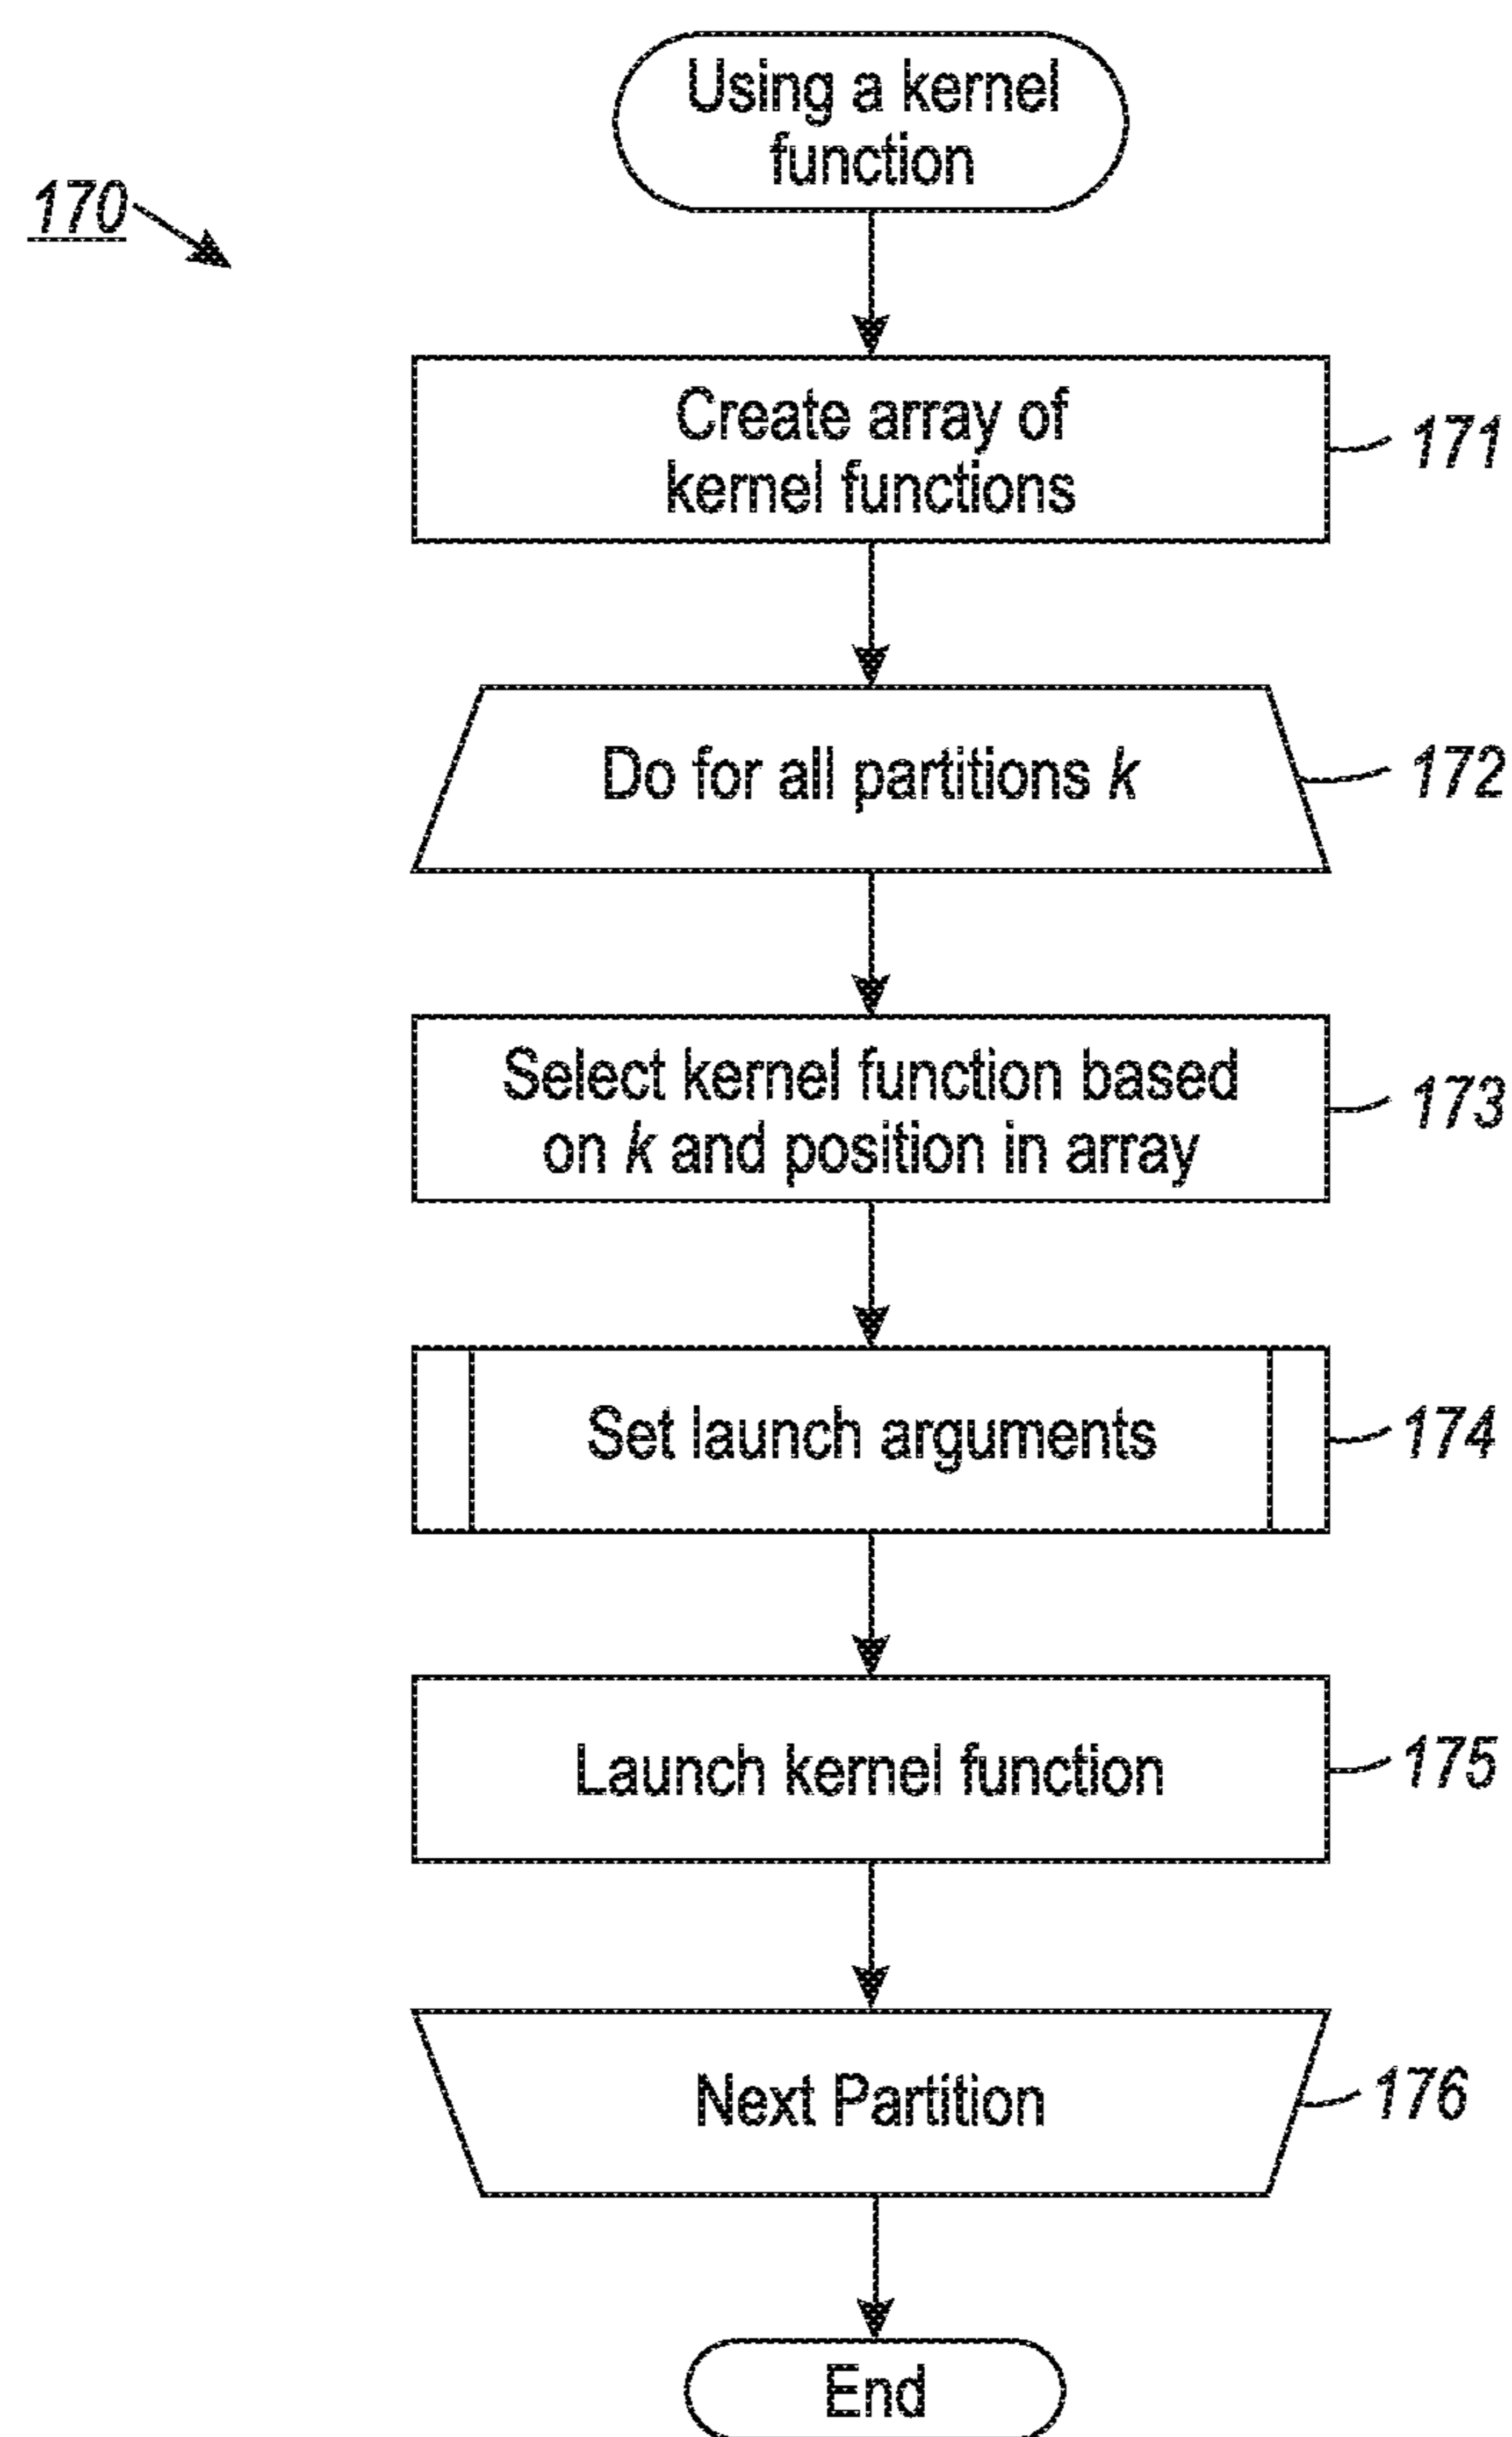 Using a kernel
function
170
Create array of
kernel functions
171
Do for all partitions k
172
Select kernel function based
on k and position in array
173
Set launch arguments
174
Launch kernel function
175
Next Partition
176
End